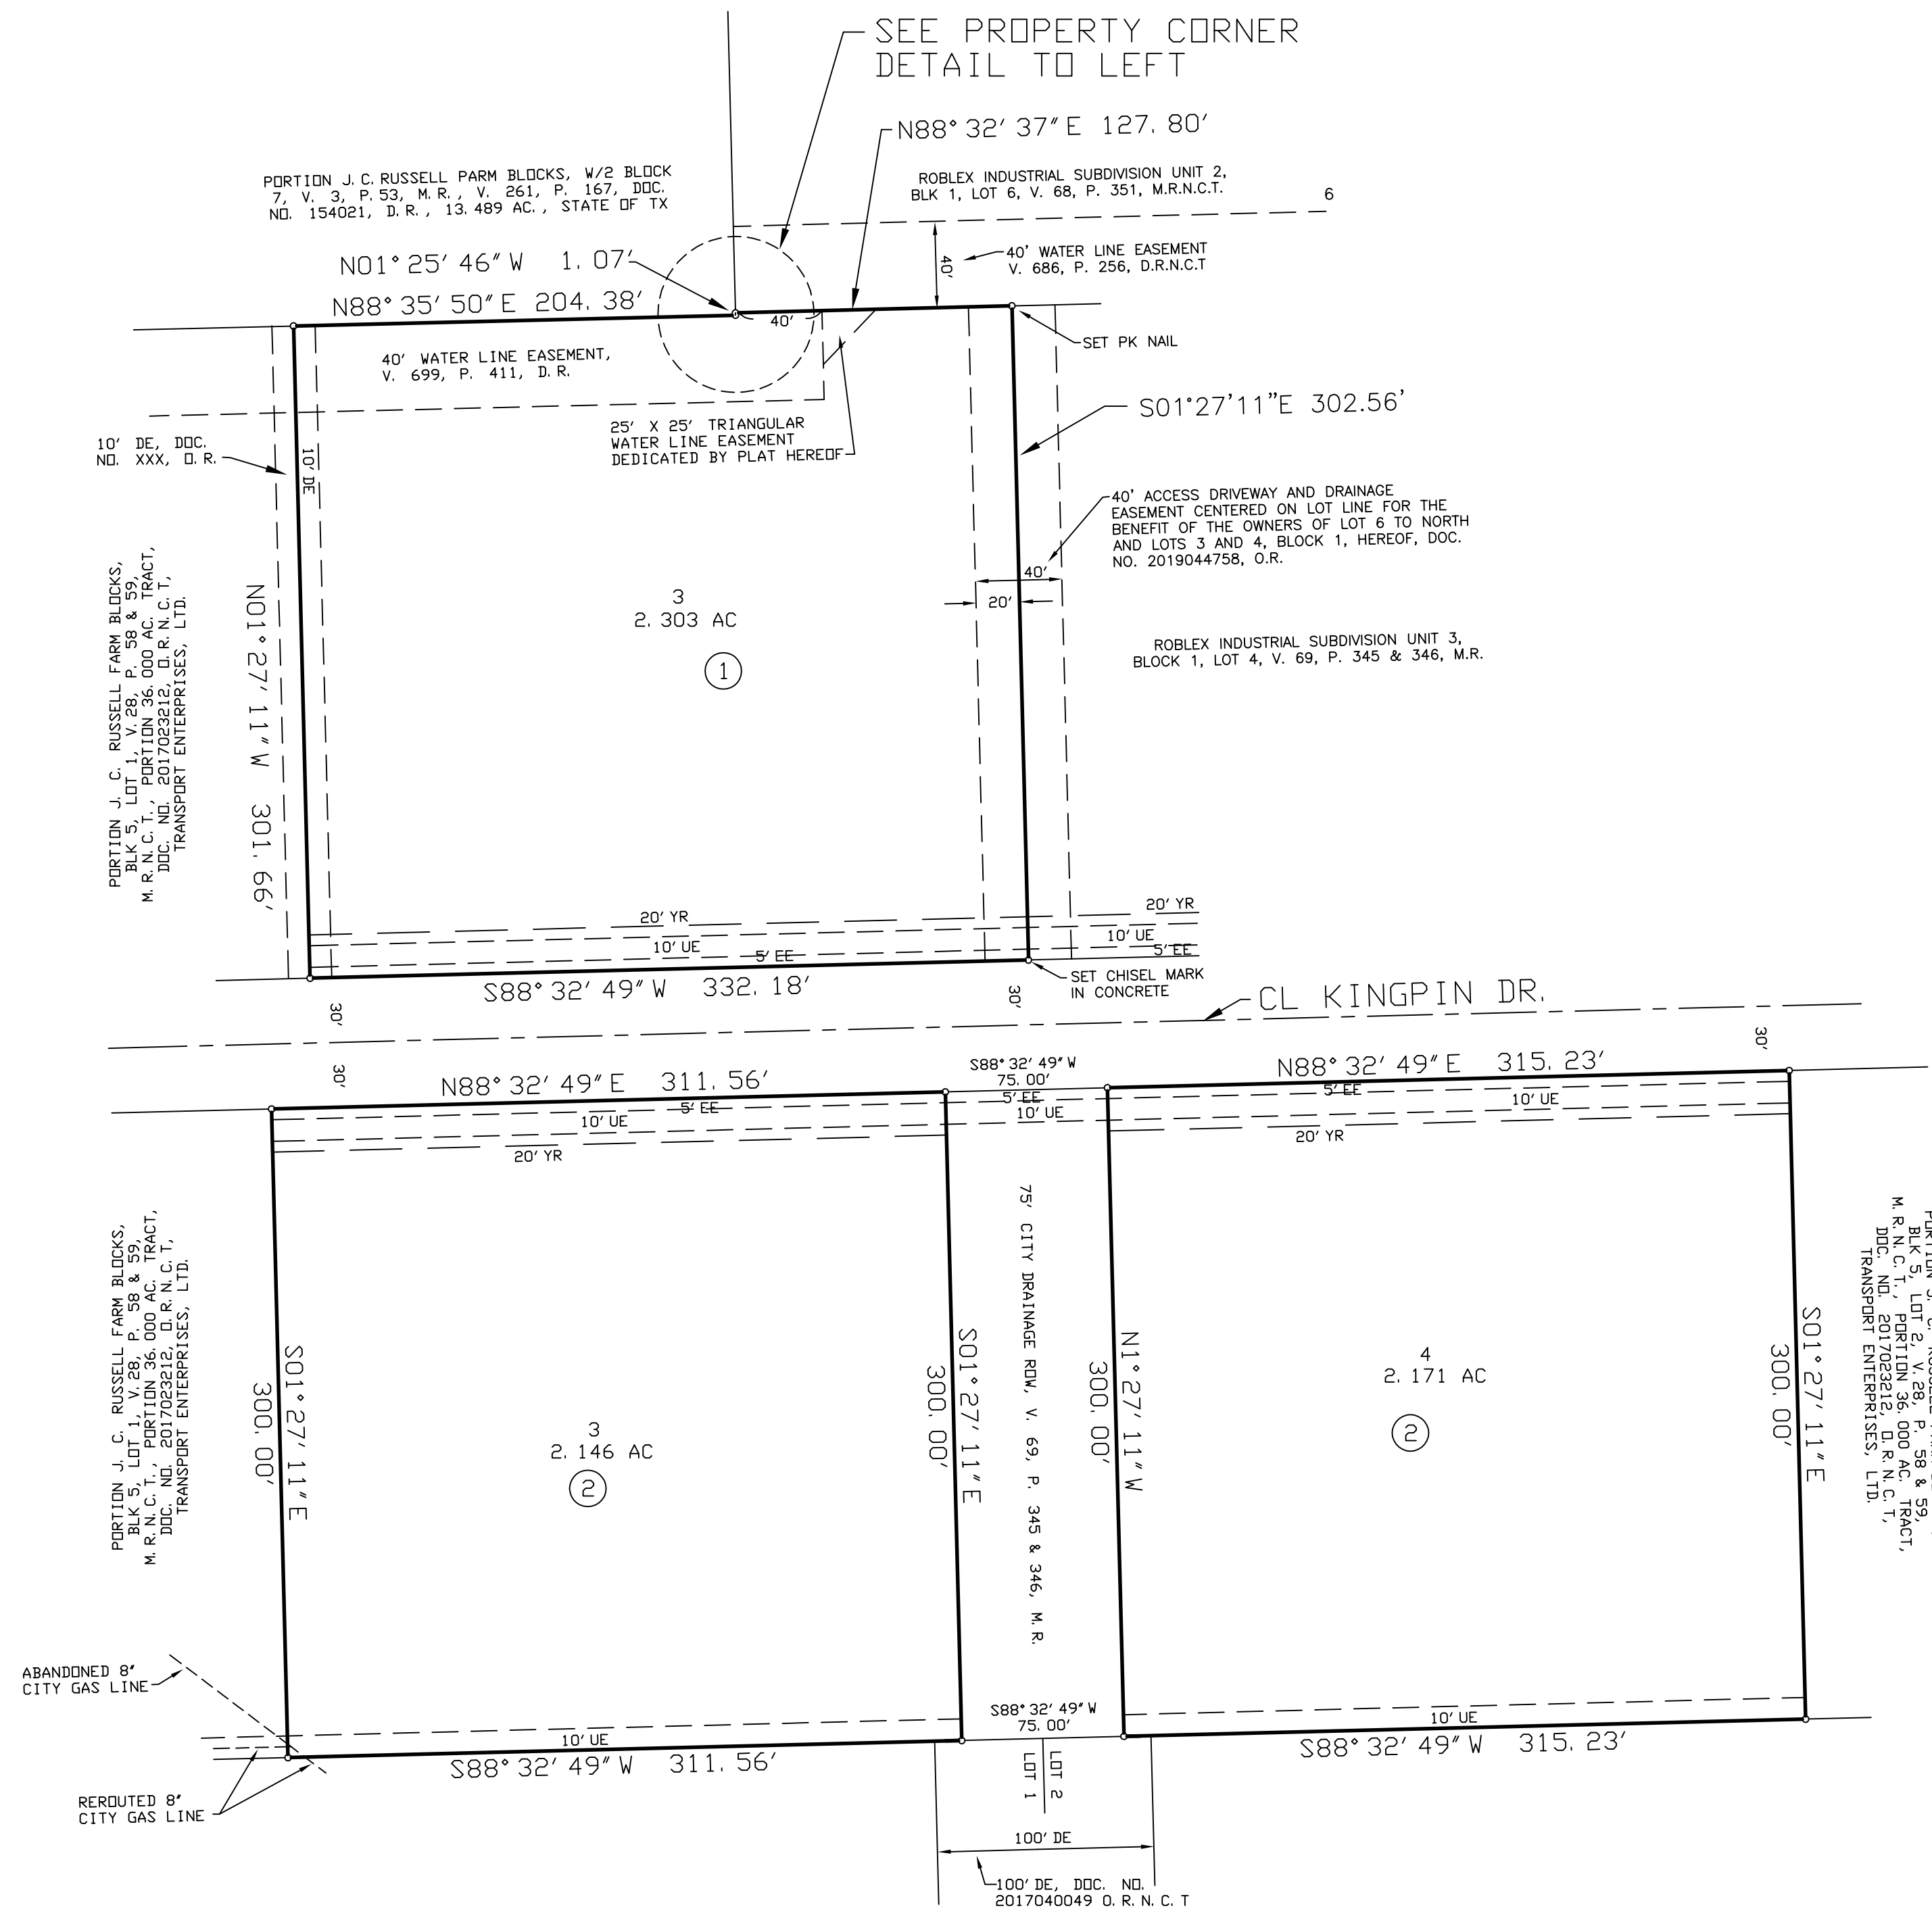 SEE PROPERTY CORNER
DETAIL TO LEFT
N88° 32' 37" E 127. 80'
PORTION J. C. RUSSELL PARM BLOCKS, W/2 BLOCK
7, V. 3, P. 53, M. R. , V. 261, P. 167, DOC.
NO. 154021, D. R. , 13. 489 AC. , STATE OF TX
ROBLEX INDUSTRIAL SUBDIVISION UNIT 2,
BLK 1, LOT 6, V. 68, P. 351, M.R.N.C.T.
6
N01° 25' 46" W 1. 07'
N88° 35' 50" E 204. 38'
40'
40' WATER LINE EASEMENT
V. 686, P. 256, D.R.N.C.T
40'
SET PK NAIL
40' WATER LINE EASEMENT,
V. 699, P. 411, D. R.
S01°27'11"E 302.56'
25' X 25' TRIANGULAR
WATER LINE EASEMENT
DEDICATED BY PLAT HEREOF
10' DE, DOC.
NO. XXX, O. R.
10' DE
40' ACCESS DRIVEWAY AND DRAINAGE
EASEMENT CENTERED ON LOT LINE FOR THE
BENEFIT OF THE OWNERS OF LOT 6 TO NORTH
AND LOTS 3 AND 4, BLOCK 1, HEREOF, DOC.
NO. 2019044758, O.R.
40'
20'
PORTION J. C. RUSSELL FARM BLOCKS,
BLK 5, LOT 1, V. 28, P. 58 & 59,
M. R. N. C. T. , PORTION 36. 000 AC. TRACT,
DOC. NO. 2017023212, O. R. N. C. T,
TRANSPORT ENTERPRISES, LTD.
N01° 27' 11" W 301. 66'
3
2. 303 AC
1
ROBLEX INDUSTRIAL SUBDIVISION UNIT 3,
BLOCK 1, LOT 4, V. 69, P. 345 & 346, M.R.
20' YR
20' YR
10' UE
10' UE
5' EE
5' EE
S88° 32' 49" W 332. 18'
SET CHISEL MARK
IN CONCRETE
30'
30'
CL KINGPIN DR.
30'
30'
N88° 32' 49" E 311. 56'
S88° 32' 49" W
75. 00'
N88° 32' 49" E 315. 23'
5' EE
5' EE
5' EE
10' UE
10' UE
10' UE
20' YR
20' YR
PORTION J. C. RUSSELL FARM BLOCKS,
BLK 5, LOT 1, V. 28, P. 58 & 59,
M. R. N. C. T. , PORTION 36. 000 AC. TRACT,
DOC. NO. 2017023212, O. R. N. C. T,
TRANSPORT ENTERPRISES, LTD.
S01° 27' 11" E
300. 00'
3
2. 146 AC
2
S01° 27' 11" E
300. 00'
75' CITY DRAINAGE ROW, V. 69, P. 345 & 346, M. R.
N1° 27' 11" W
300. 00'
4
2. 171 AC
2
S01° 27' 11" E
300. 00'
BLK 5, LOT 2, V. 28, P. 58 & 59,
M. R. N. C. T. , PORTION 36. 000 AC. TRACT,
DOC. NO. 2017023212, O. R. N. C. T,
TRANSPORT ENTERPRISES, LTD.
ABANDONED 8"
CITY GAS LINE
10' UE
S88° 32' 49" W 311. 56'
S88° 32' 49" W
75. 00'
10' UE
S88° 32' 49" W 315. 23'
REROUTED 8"
CITY GAS LINE
LOT 1
LOT 2
100' DE
100' DE, DOC. NO.
2017040049 O. R. N. C. T